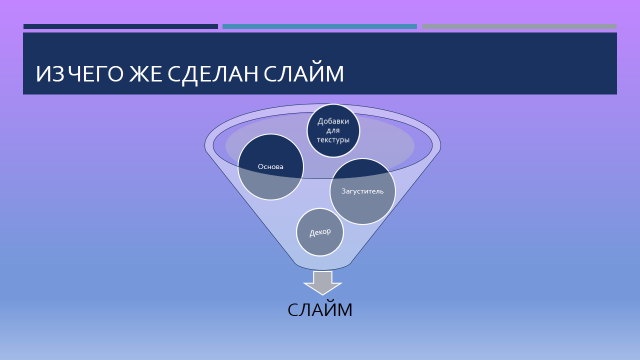 ИЗ ЧЕГО ЖЕ СДЕЛАН СЛАЙМ
Добавки
для
текстуры
Основа
Загуститель
Декор
СЛАЙМ